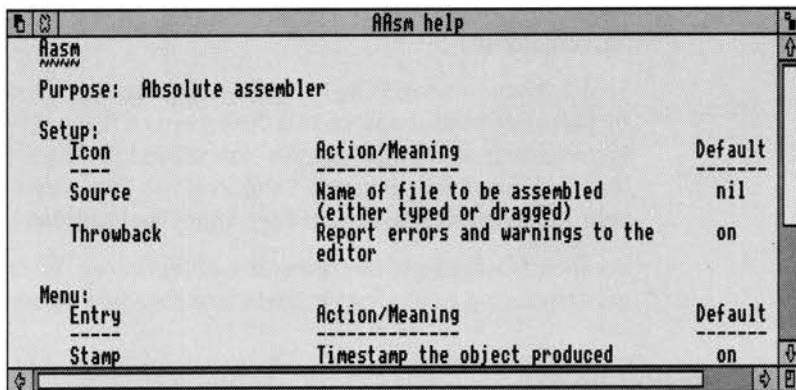 AAsm help
Aasm
Purpose: Absolute assembler
Setup:
Icon Action/Meaning Default
Source Name of file to be assembled nil
(either typed or dragged)
Throwback Report errors and warnings to the on
editor
Menu:
Entry Action/Meaning Default
Stamp Timestamp the object produced on